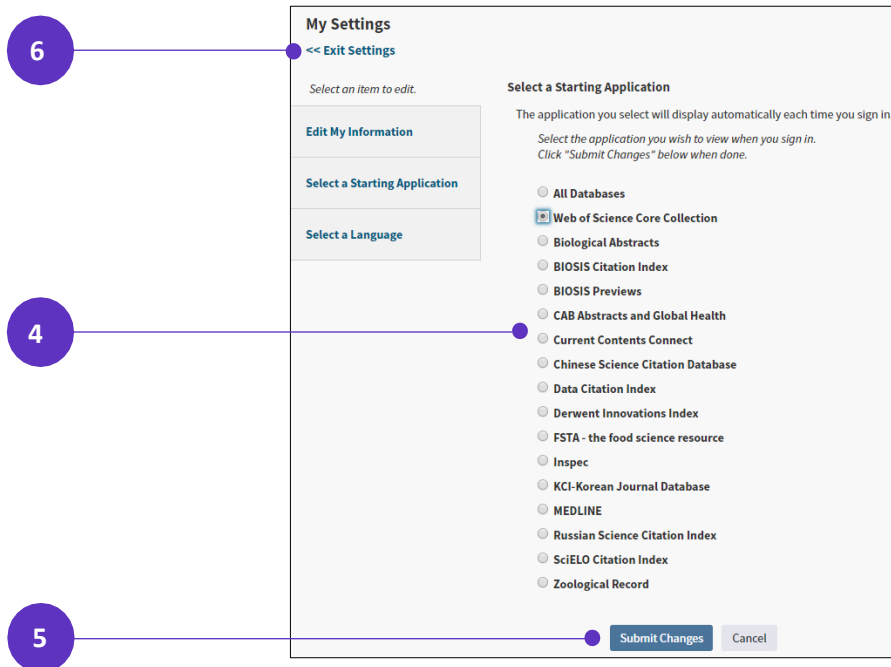 My Settings
6
<< Exit Settings
Select an item to edit.
Edit My Information
Select a Starting Application
Select a Language
Select a Starting Application
The application you select will display automatically each time you sign in
Select the application you wish to view when you sign in.
Click "Submit Changes" below when done.
4
All Databases
Web of Science Core Collection
Biological Abstracts
BIOSIS Citation Index
BIOSIS Previews
CAB Abstracts and Global Health
Current Contents Connect
Chinese Science Citation Database
Data Citation Index
Derwent Innovations Index
FSTA - the food science resource
Inspec
KCI-Korean Journal Database
MEDLINE
Russian Science Citation Index
SciELO Citation Index
Zoological Record
5
Submit Changes
Cancel